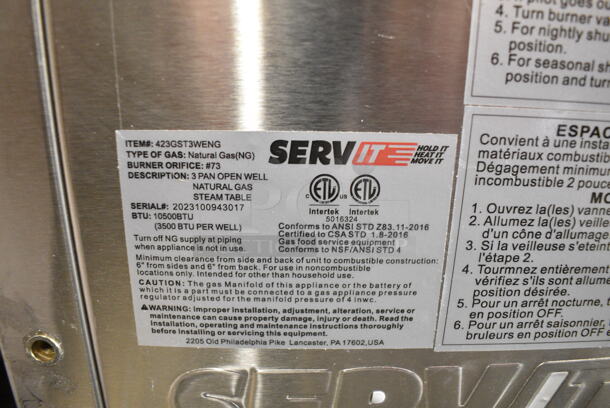 ITEM#: 423GST3WENG
TYPE OF GAS: Natural Gas(NG)
BURNER ORIFICE: #73
DESCRIPTION: 3 PAN OPEN WELL
NATURAL GAS
STEAM TABLE
SERIAL#: 2023100943017
BTU: 10500BTU
(3500 BTU PER WELL)
Turn off NG supply at piping
when appliance is not in use.
SERVIT HOLD IT
HEAT IT
MOVE IT
C ETL US ETL
Intertek Intertek
5016324
Conforms to ANSI STD Z83.11-2016
Certified to CSA STD 1.8-2016
Gas food service equipment
Conforms to NSF/ANSI STD 4
Minimum clearance from side and back of unit to combustible construction:
6" from sides and 6" from back. For use in noncombustible
locations only. Intended for other than household use.
CAUTION: The gas Manifold of this appliance or the battery of
which it is a part must be connected to a gas appliance pressure
regulator adjusted for the manifold pressure of 4 inwc.
WARNING: Improper installation, adjustment, alteration, service or
maintenance can cause property damage, injury or death. Read the
Installation, operating and maintenance instructions thoroughly
before installing or servicing this equipment.
2205 Old Philadelphia Pike Lancaster, PA 17602, USA
4. Turn burner va
5. For nightly shu
position.
6. For seasonal sh
position and turn
ESPAC
Convient à une insta
matériaux combustib
Dégagement minimum
incombustible 2 pouce
MO
1. Ouvrez la(les) vanne
2. Allumez la(les) veille
d'un cône d'allumage.
3. Si la veilleuse s'étein
l'étape 2.
4. Tourmnez entièrement
vérifiez s'ils sont allumés
position désirée.
5. Pour un arrêt nocturne, t
en position OFF.
6. Pour un arrêt saisonnier,
bruleurs en position OFF e
SERVIT